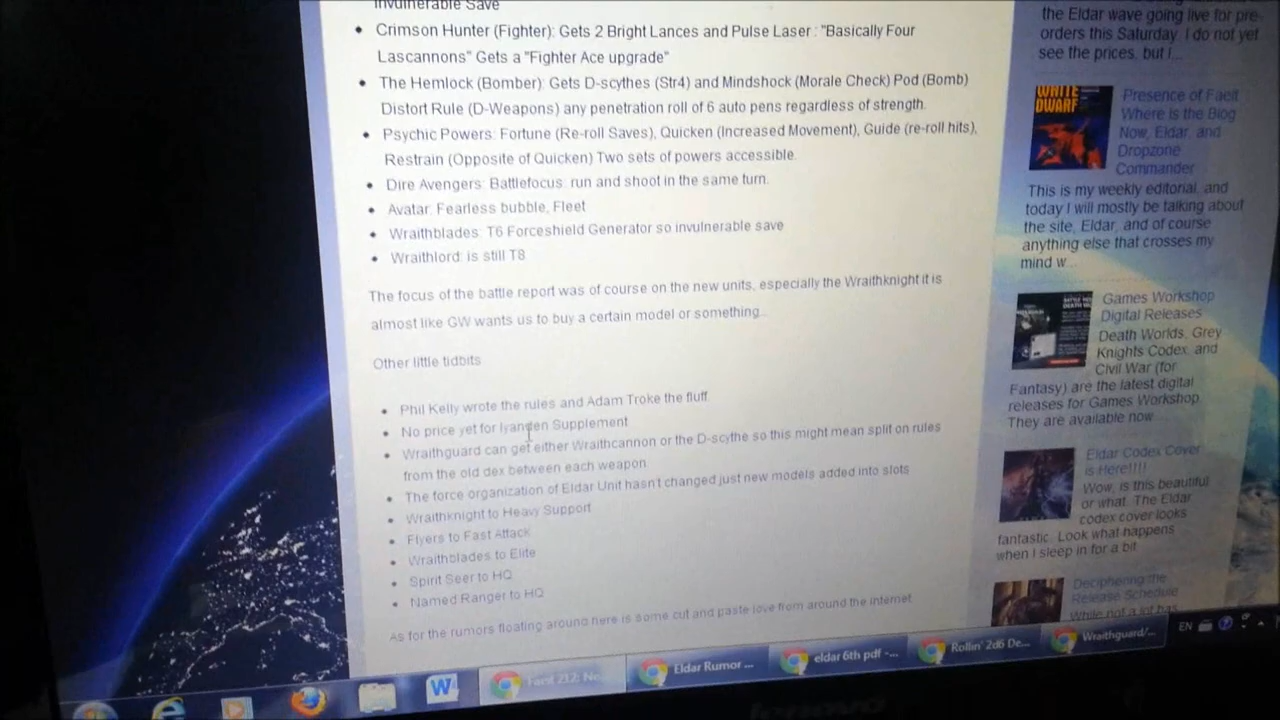 Invulnerable Save
Crimson Hunter (Fighter): Gets 2 Bright Lances and Pulse Laser : "Basically Four
Lascannons" Gets a "Fighter Ace upgrade"
The Hemlock (Bomber): Gets D-scythes (Str4) and Mindshock (Morale Check) Pod (Bomb)
Distort Rule (D-Weapons) any penetration roll of 6 auto pens regardless of strength.
Psychic Powers: Fortune (Re-roll Saves), Quicken (Increased Movement), Guide (re-roll hits),
Restrain (Opposite of Quicken) Two sets of powers accessible.
Dire Avengers: Battlefocus: run and shoot in the same turn.
Avatar: Fearless bubble, Fleet
Wraithblades: T6 Forceshield Generator so invulnerable save
Wraithlord: is still T8
The focus of the battle report was of course on the new units, especially the Wraithknight it is
almost like GW wants us to buy a certain model or something...
Other little tidbits
Phil Kelly wrote the rules and Adam Troke the fluff
No price yet for Iyanden Supplement
Wraithguard can get either Wraithcannon or the D-scythe so this might mean split on rules
from the old dex between each weapon
The force organization of Eldar Unit hasn't changed just new models added into slots
Wraithknight to Heavy Support
Flyers to Fast Attack
Wraithblades to Elite
Spirit Seer to HQ
Named Ranger to HQ
As for the rumors floating around here is some cut and paste love from around the internet
the Eldar wave going live for pre-
orders this Saturday. I do not yet
see the prices, but I...
WHITE
DWARF
Presence of Faeit :
Where is the Blog
Now, Eldar, and
Dropzone
Commander
This is my weekly editorial, and
today I will mostly be talking about
the site, Eldar, and of course
anything else that crosses my
mind w...
Games Workshop
Digital Releases
Death Worlds, Grey
Knights Codex, and
Civil War (for
Fantasy) are the latest digital
releases for Games Workshop.
They are available now...
Eldar Codex Cover
is Here!!!!
Wow, is this beautiful
or what. The Eldar
codex cover looks
fantastic. Look what happens
when I sleep in for a bit
Deciphering the
Release Schedule
While not a lot has
Faeit 212: Ne...
Eldar Rumor ...
eldar 6th pdf -...
Rollin' 2d6 De...
Wraithguard/...
EN